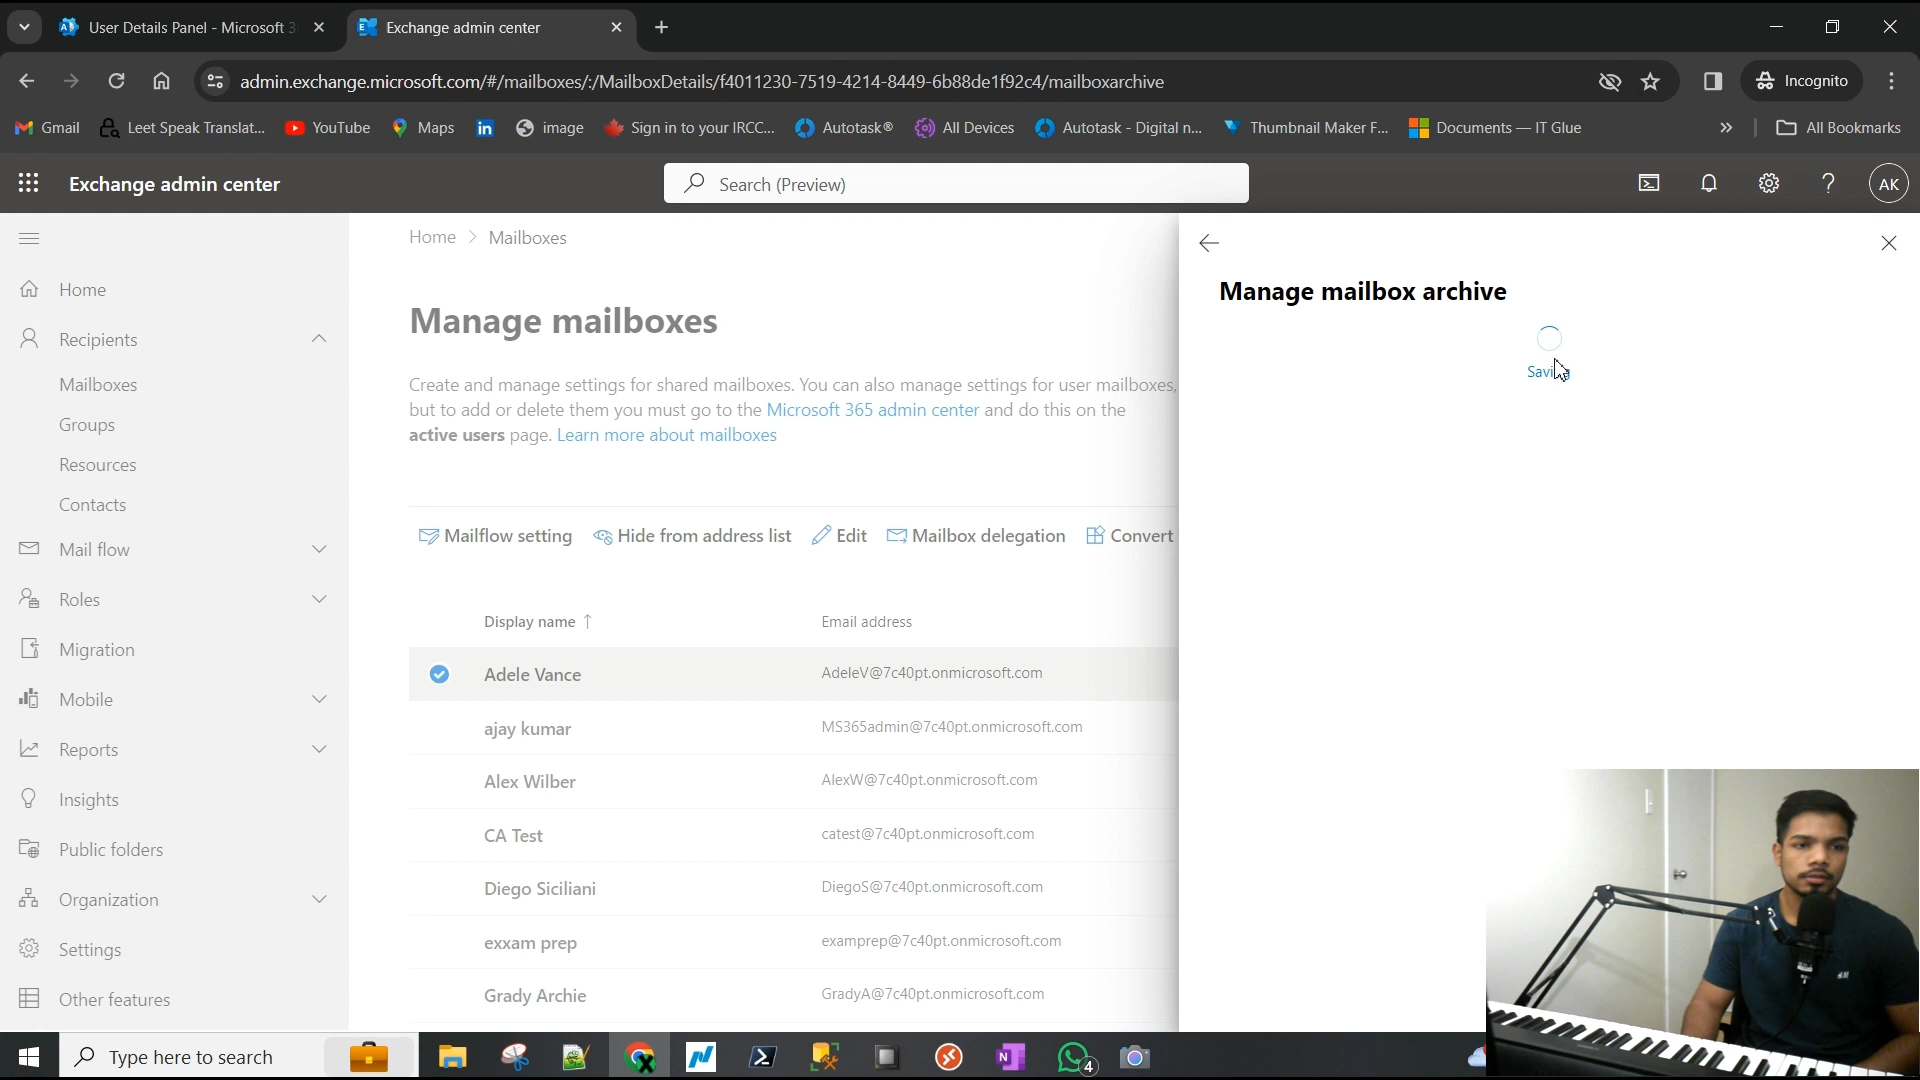 User Details Panel - Microsoft 3
Exchange admin center
admin.exchange.microsoft.com/#/mailboxes/:/MailboxDetails/f4011230-7519-4214-8449-6b88de1f92c4/mailboxarchive
Incognito
Gmail
Leet Speak Translat...
YouTube
Maps
image
Sign in to your IRCC...
Autotask®
All Devices
Autotask - Digital n...
Thumbnail Maker F...
Documents — IT Glue
All Bookmarks
Exchange admin center
Search (Preview)
AK
Home
Recipients
Mailboxes
Groups
Resources
Contacts
Mail flow
Roles
Migration
Mobile
Reports
Insights
Public folders
Organization
Settings
Other features
Home > Mailboxes
Manage mailboxes
Create and manage settings for shared mailboxes. You can also manage settings for user mailboxes,
but to add or delete them you must go to the Microsoft 365 admin center and do this on the
active users page. Learn more about mailboxes
Mailflow setting
Hide from address list
Edit
Mailbox delegation
Convert
Display name ↑
Email address
Adele Vance
AdeleV@7c40pt.onmicrosoft.com
ajay kumar
MS365admin@7c40pt.onmicrosoft.com
Alex Wilber
AlexW@7c40pt.onmicrosoft.com
CA Test
catest@7c40pt.onmicrosoft.com
Diego Siciliani
DiegoS@7c40pt.onmicrosoft.com
exxam prep
examprep@7c40pt.onmicrosoft.com
Grady Archie
GradyA@7c40pt.onmicrosoft.com
Manage mailbox archive
Saving
Type here to search
4